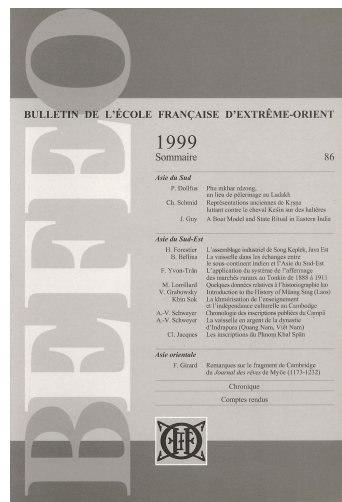 BEFEO
BULLETIN DE L'ÉCOLE FRANÇAISE D'EXTRÊME-ORIENT
1999
Sommaire 86
Asie du Sud
P. Dollfus Phu mkhar rdzong,
un lieu de pèlerinage au Ladakh
Ch. Schmid Représentations anciennes de Kṛṣṇa
luttant contre le cheval Keśin sur des haltères
J. Guy A Boat Model and State Ritual in Eastern India
Asie du Sud-Est
H. Forestier L'assemblage industriel de Song Keplek, Java Est
B. Bellina La vaisselle dans les échanges entre
le sous-continent indien et l'Asie du Sud-Est
F. Yvon-Trân L'application du système de l'affermage
des marchés ruraux au Tonkin de 1888 à 1911
M. Lorrillard Quelques données relatives à l'historiographie lao
V. Grabowsky Introduction to the History of Müang Sing (Laos)
Khin Sok La khmérisation de l'enseignement
et l'indépendance culturelle au Cambodge
A.-V. Schweyer Chronologie des inscriptions publiées du Campā
A.-V. Schweyer La vaisselle en argent de la dynastie
d'Indrapura (Quang Nam, Viêt Nam)
Cl. Jacques Les inscriptions du Phnom Khal Spãn
Asie orientale
F. Girard Remarques sur le fragment de Cambridge
du Journal des rêves de Myôe (1173-1232)
Chronique
Comptes rendus